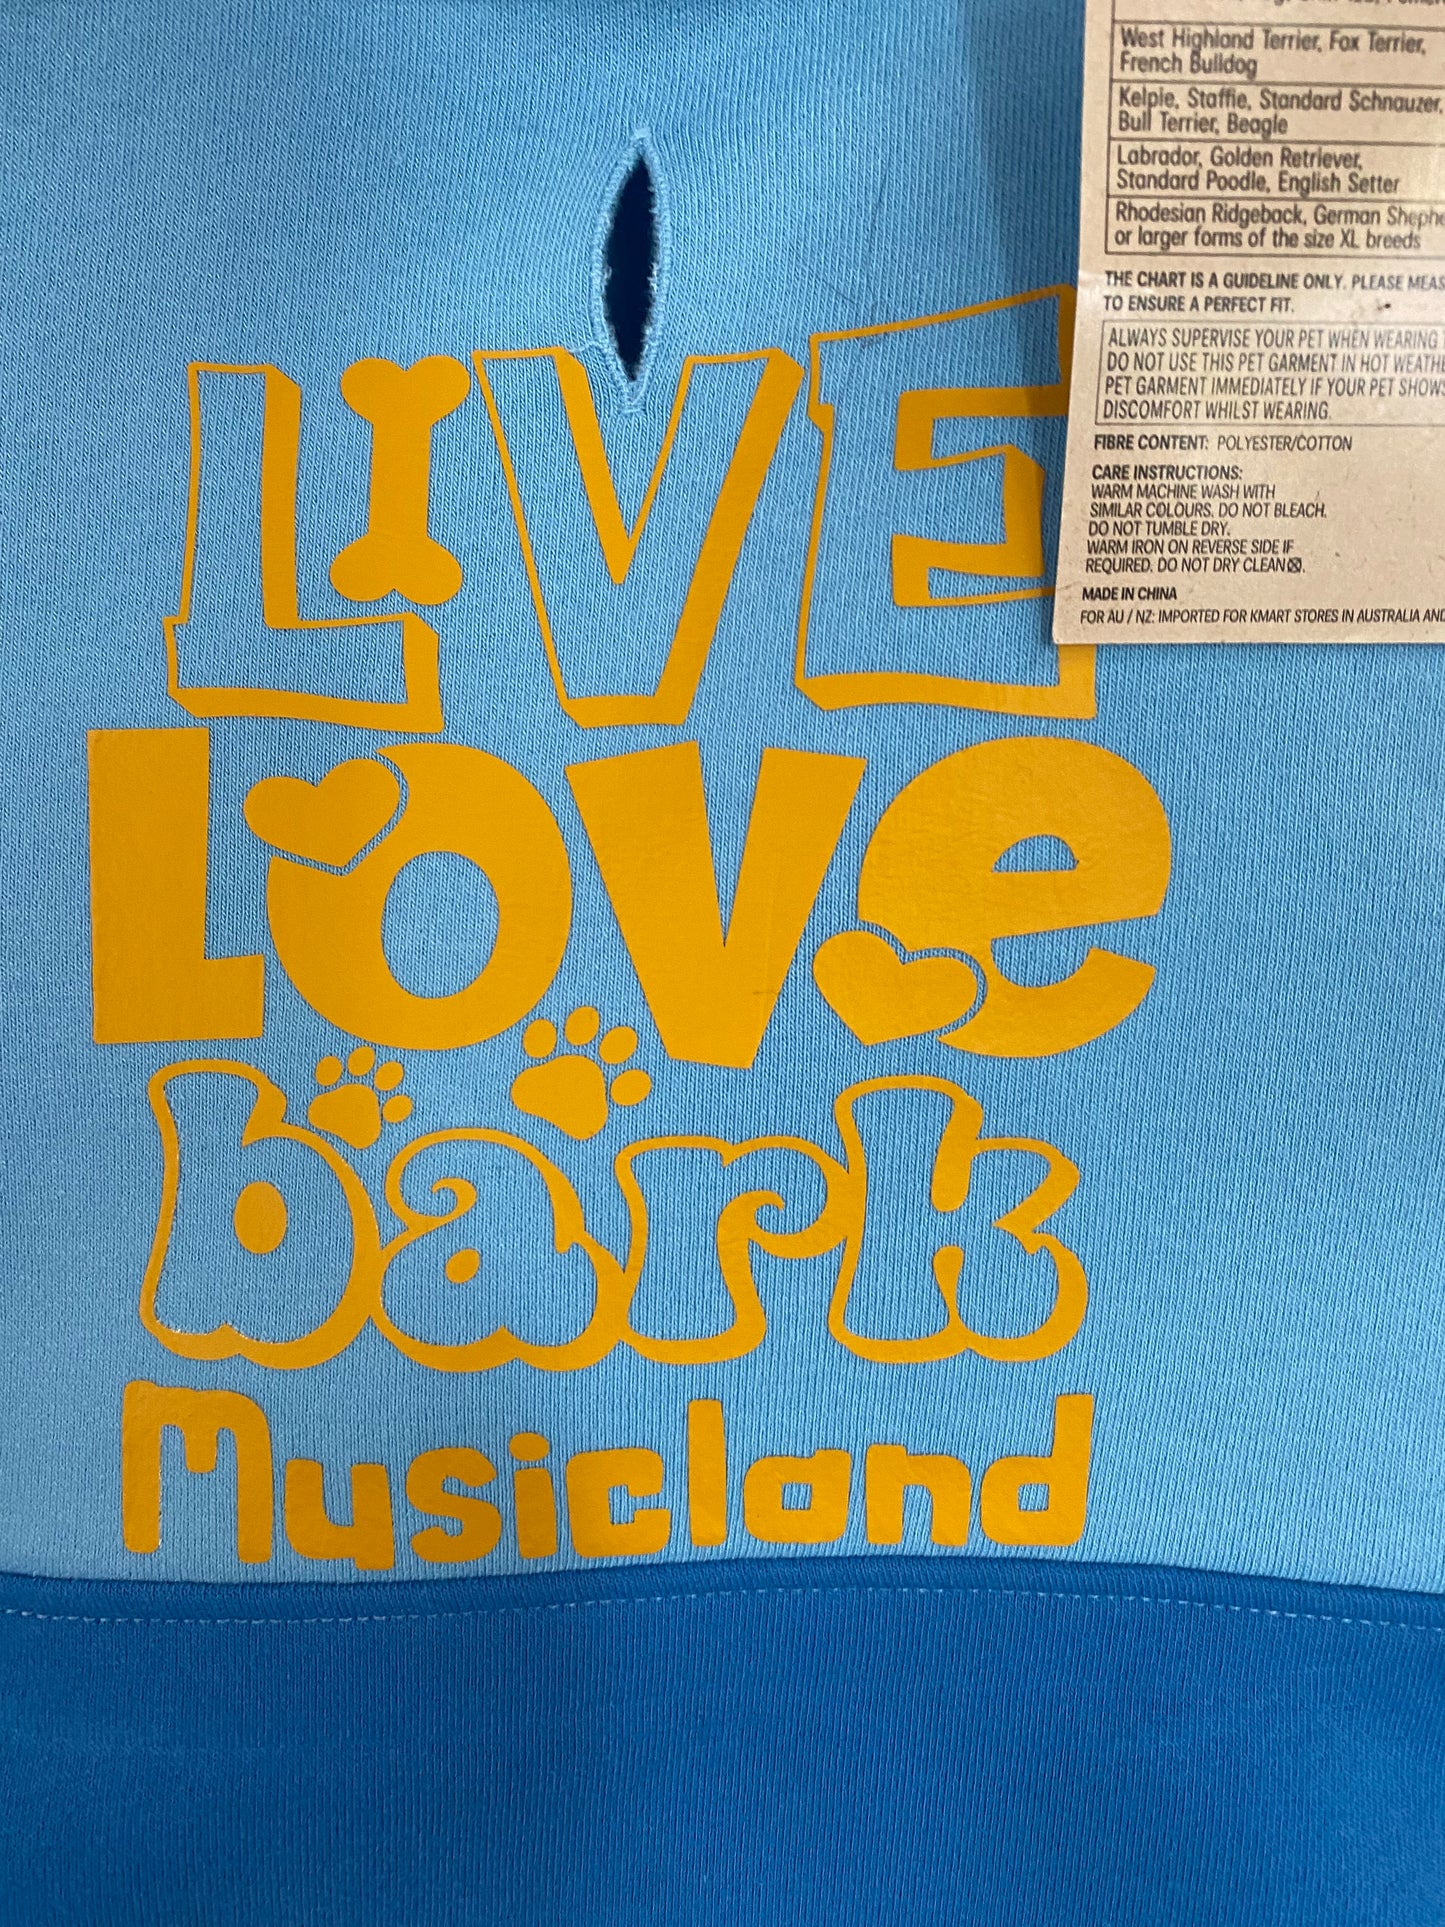 West Highland Terrier, Fox Terrier,
French Bulldog
Kelpie, Staffie, Standard Schnauzer,
Bull Terrier, Beagle
Labrador, Golden Retriever,
Standard Poodle, English Setter
Rhodesian Ridgeback, German
or larger forms of the size XL breeds
THE CHART IS A GUIDELINE ONLY. PLEASE
TO ENSURE A PERFECT FIT.
ALWAYS SUPERVISE YOUR PET WHEN WEARING
DO NOT USE THIS PET GARMENT IN HOT
PET GARMENT IMMEDIATELY IF YOUR PET
DISCOMFORT WHILST WEARING.
FIBRE CONTENT: POLYESTER/COTTON
CARE INSTRUCTIONS:
WARM MACHINE WASH WITH
SIMILAR COLOURS. DO NOT BLEACH.
DO NOT TUMBLE DRY.
WARM IRON ON REVERSE SIDE IF
REQUIRED. DO NOT DRY CLEAN.
MADE IN CHINA
FOR AU / NZ: IMPORTED FOR KMART STORES IN AUSTRALIA AND
LIVE
LOVe
bark
Musicland